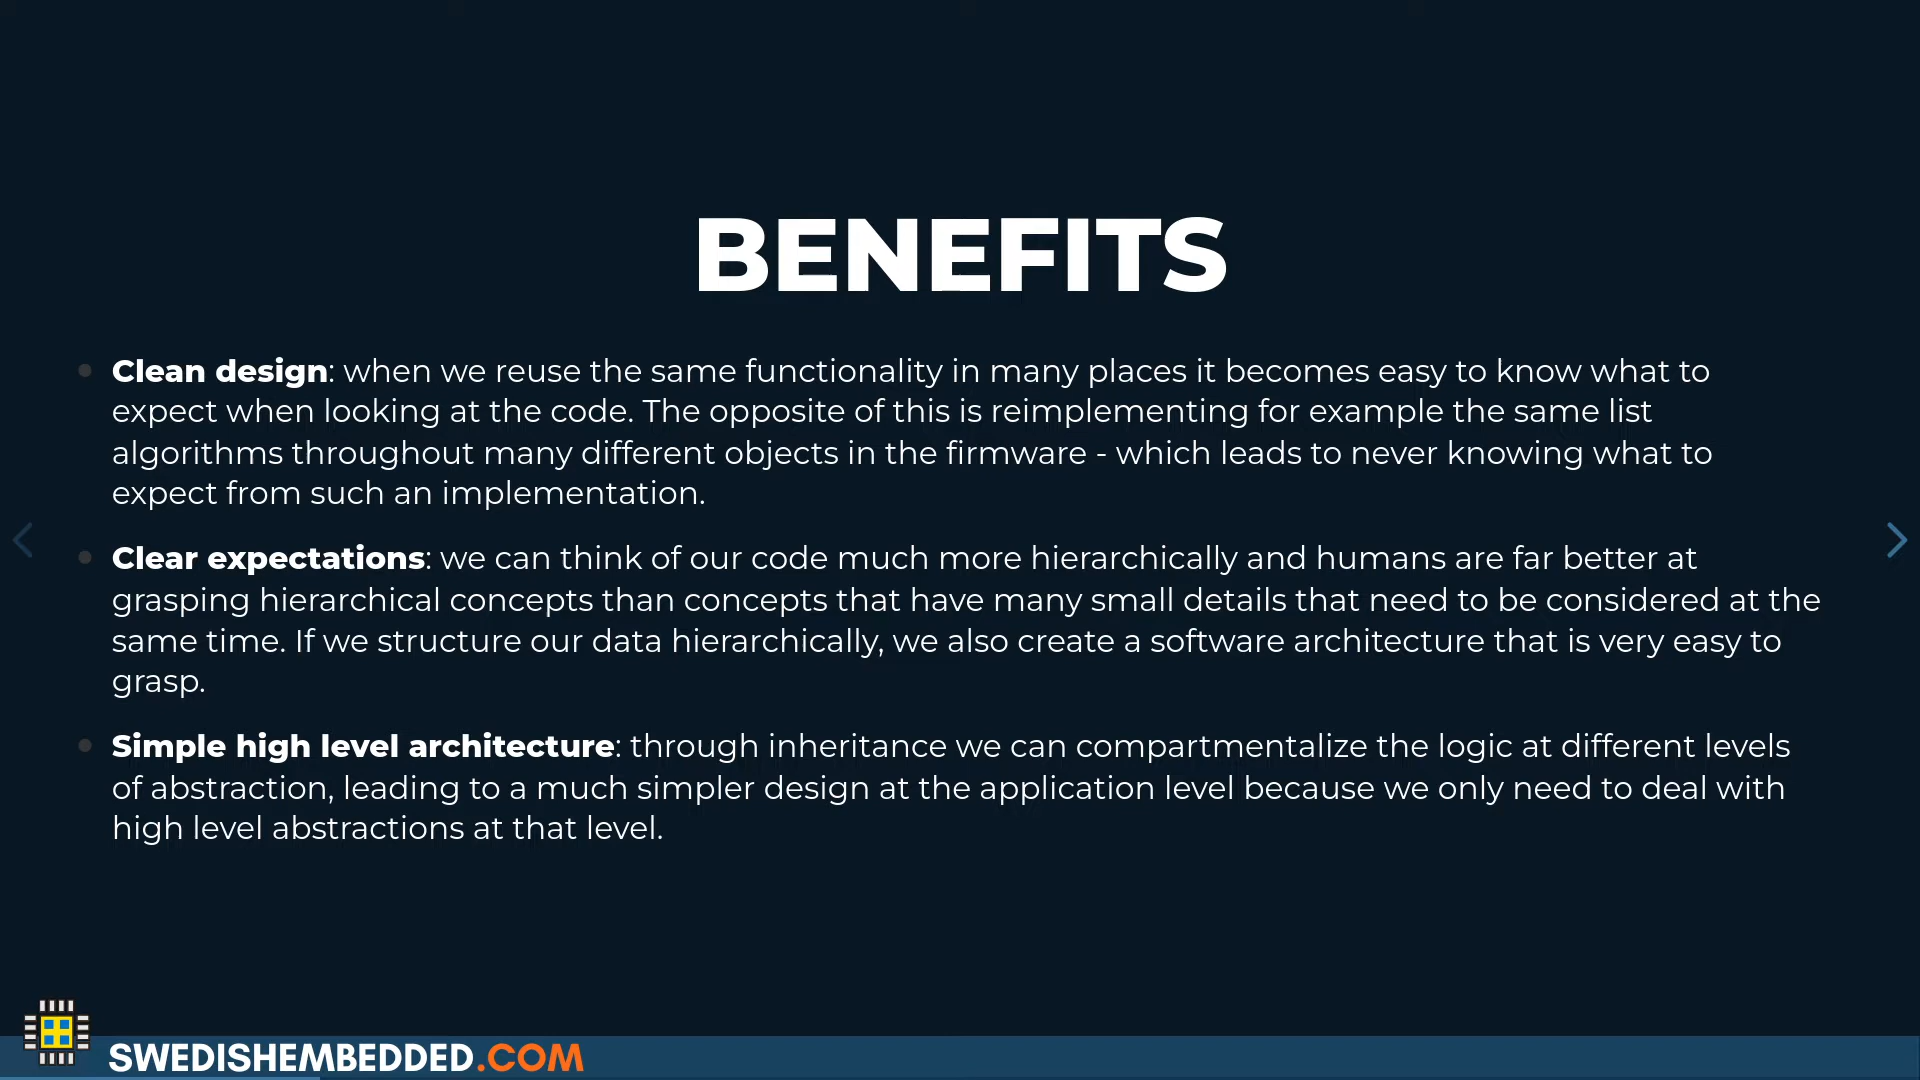 BENEFITS
Clean design: when we reuse the same functionality in many places it becomes easy to know what to
expect when looking at the code. The opposite of this is reimplementing for example the same list
algorithms throughout many different objects in the firmware - which leads to never knowing what to
expect from such an implementation.
Clear expectations: we can think of our code much more hierarchically and humans are far better at
grasping hierarchical concepts than concepts that have many small details that need to be considered at the
same time. If we structure our data hierarchically, we also create a software architecture that is very easy to
grasp.
Simple high level architecture: through inheritance we can compartmentalize the logic at different levels
of abstraction, leading to a much simpler design at the application level because we only need to deal with
high level abstractions at that level.
SWEDISHEMBEDDED.COM